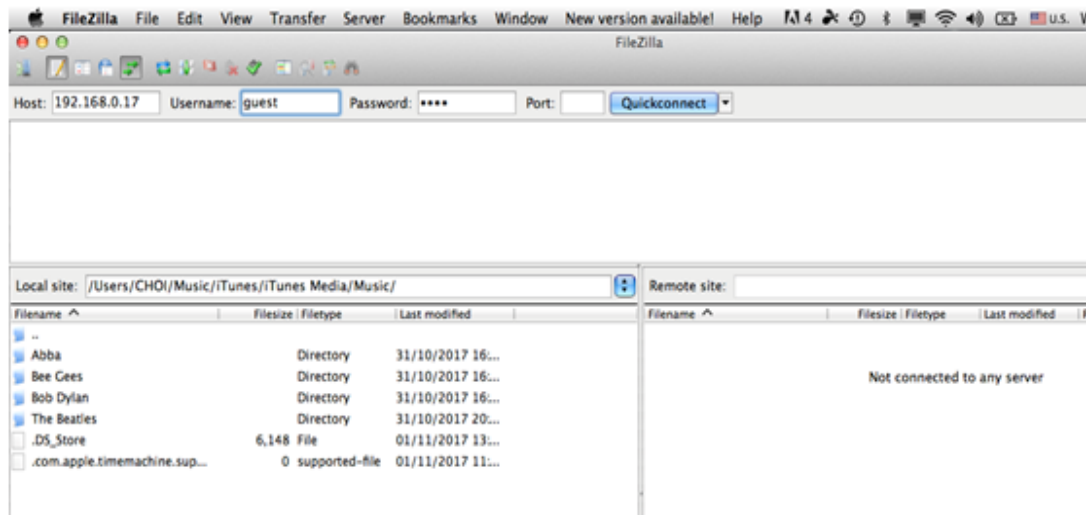 FileZilla File Edit View Transfer Server Bookmarks Window New version available! Help 4 U.S.
FileZilla
Host: 192.168.0.17 Username: guest Password: •••• Port: Quickconnect
Local site: /Users/CHOI/Music/iTunes/iTunes Media/Music/ Remote site:
Filename Filesize Filetype Last modified Filename Filesize Filetype Last modified
..
Abba Directory 31/10/2017 16:...
Bee Gees Directory 31/10/2017 16:...
Not connected to any server
Bob Dylan Directory 31/10/2017 16:...
The Beatles Directory 31/10/2017 20:...
.DS_Store 6,148 File 01/11/2017 13:...
.com.apple.timemachine.sup... 0 supported-file 01/11/2017 11:...